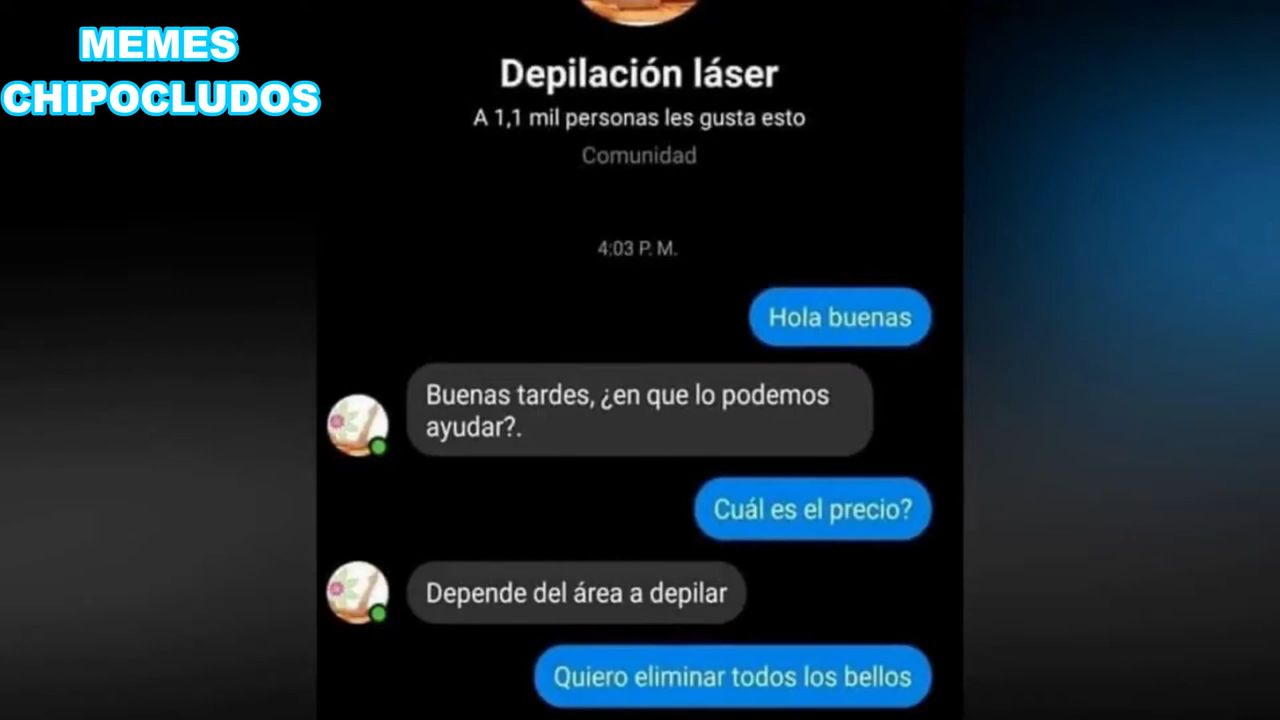 MEMES
CHIPOCLUDOS
Depilación láser
A 1,1 mil personas les gusta esto
Comunidad
4:03 P. M.
Hola buenas
Buenas tardes, ¿en que lo podemos
ayudar?.
Cuál es el precio?
Depende del área a depilar
Quiero eliminar todos los bellos